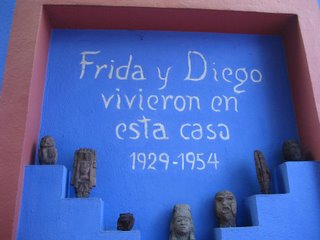 Frida y Diego
vivieron en
esta casa
1929-1954